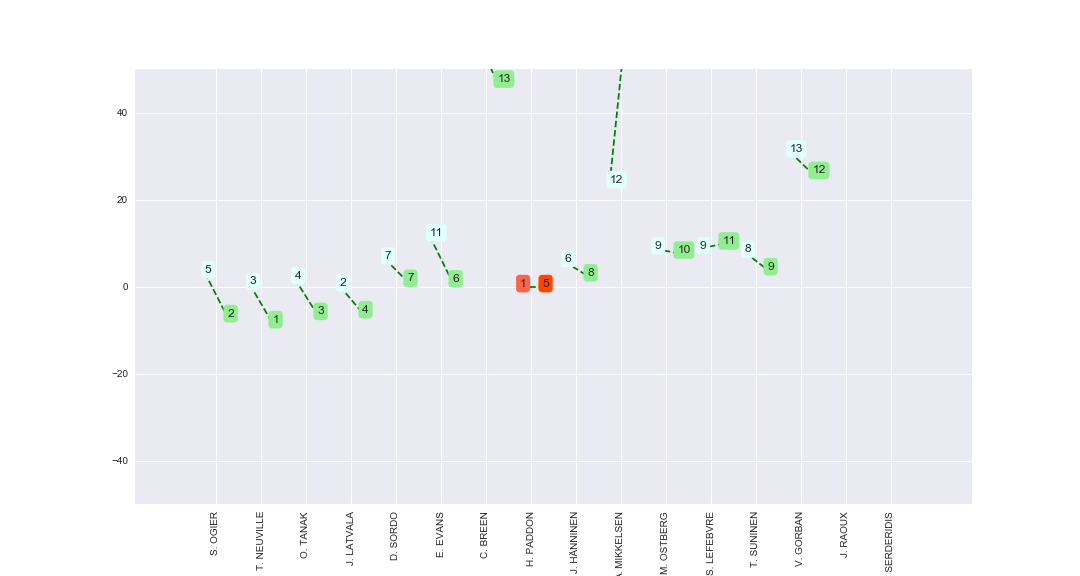 13
40
13
12
12
20
11
9
10
9
11
8
9
7
7
6
6
8
5
2
3
1
4
3
2
4
1
5
0
−20
−40
S. OGIER
T. NEUVILLE
O. TANAK
J. LATVALA
D. SORDO
E. EVANS
C. BREEN
H. PADDON
J. HANNINEN
A. MIKKELSEN
M. OSTBERG
S. LEFEBVRE
T. SUNINEN
V. GORBAN
J. RAOUX
SERDERIDIS